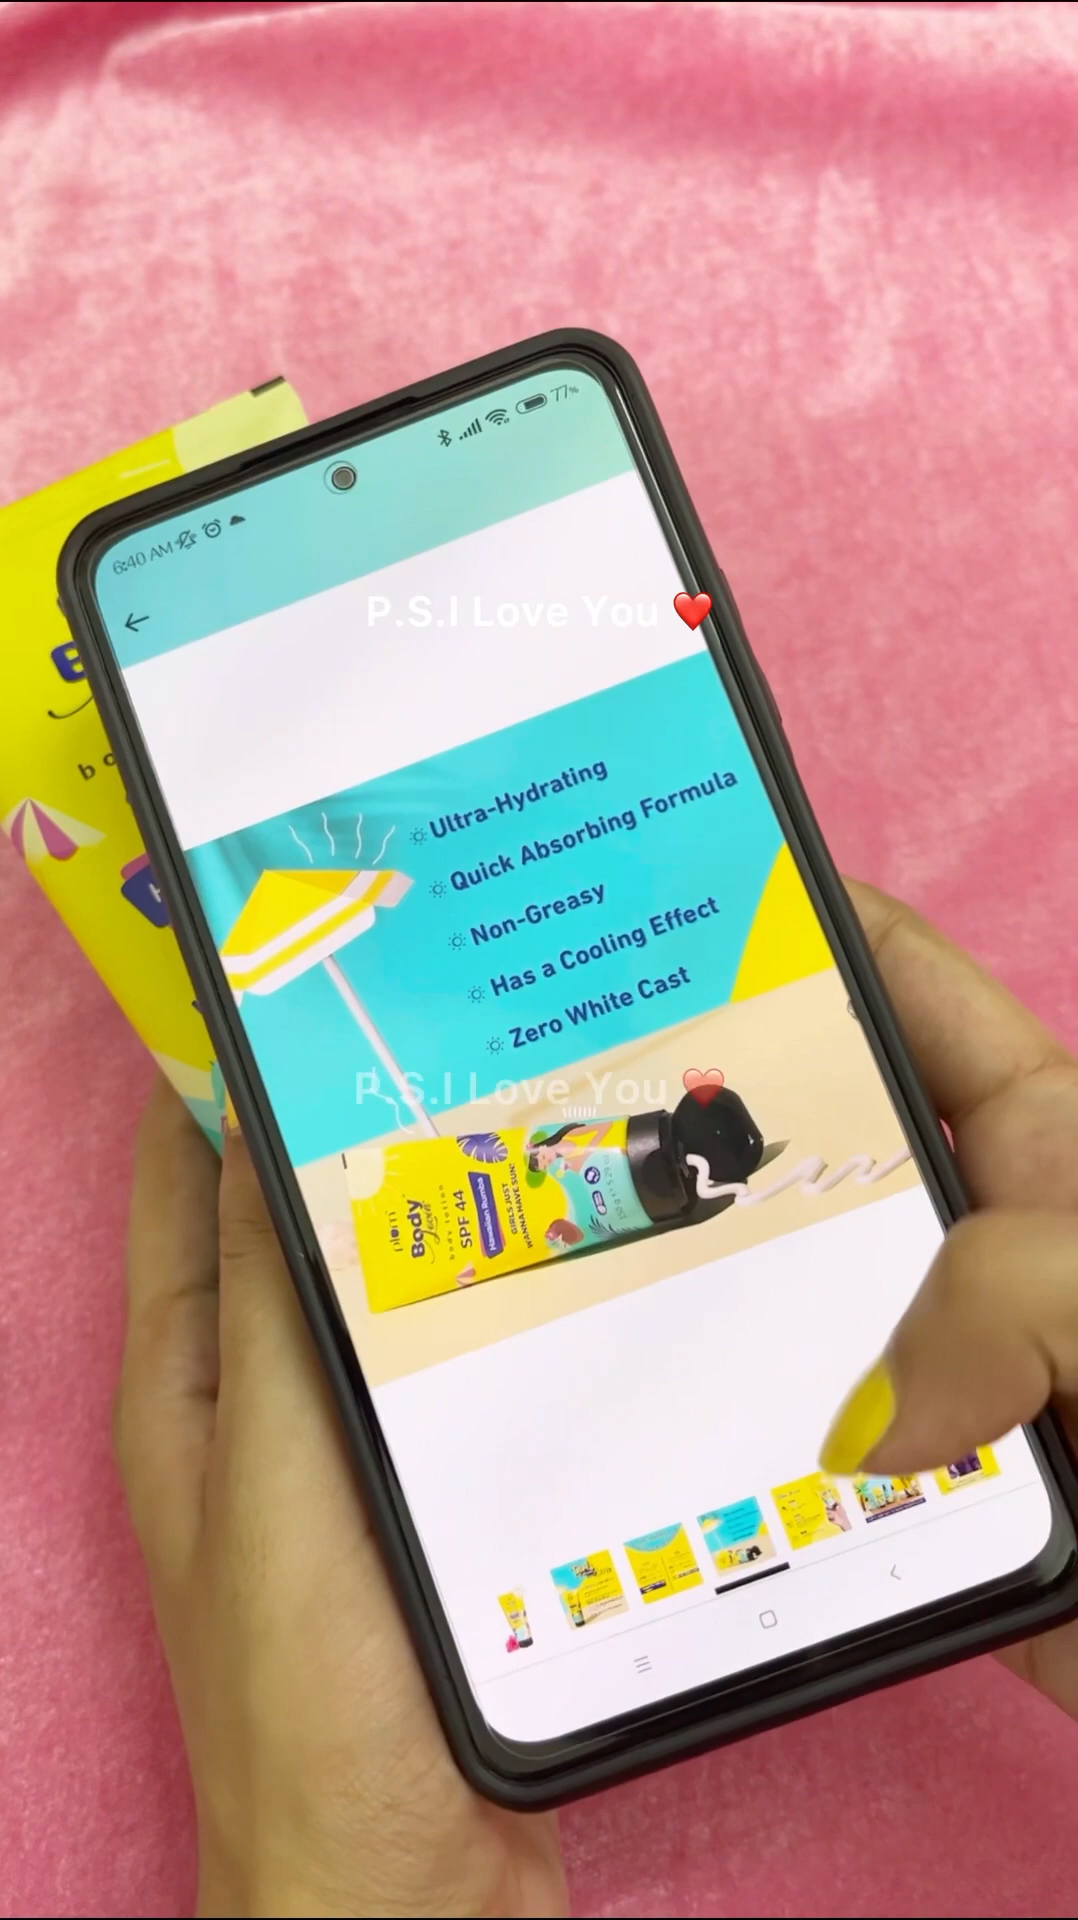 77%
6:40 AM
P.S.I Love You ❤️
Ultra-Hydrating
Quick Absorbing Formula
Non-Greasy
Has a Cooling Effect
Zero White Cast
P.S.I Love You ❤️
plum
Body
Lovin'
body lotion
SPF 44
Hawaiian Rumba
GIRLS JUST
WANNA HAVE SUN!